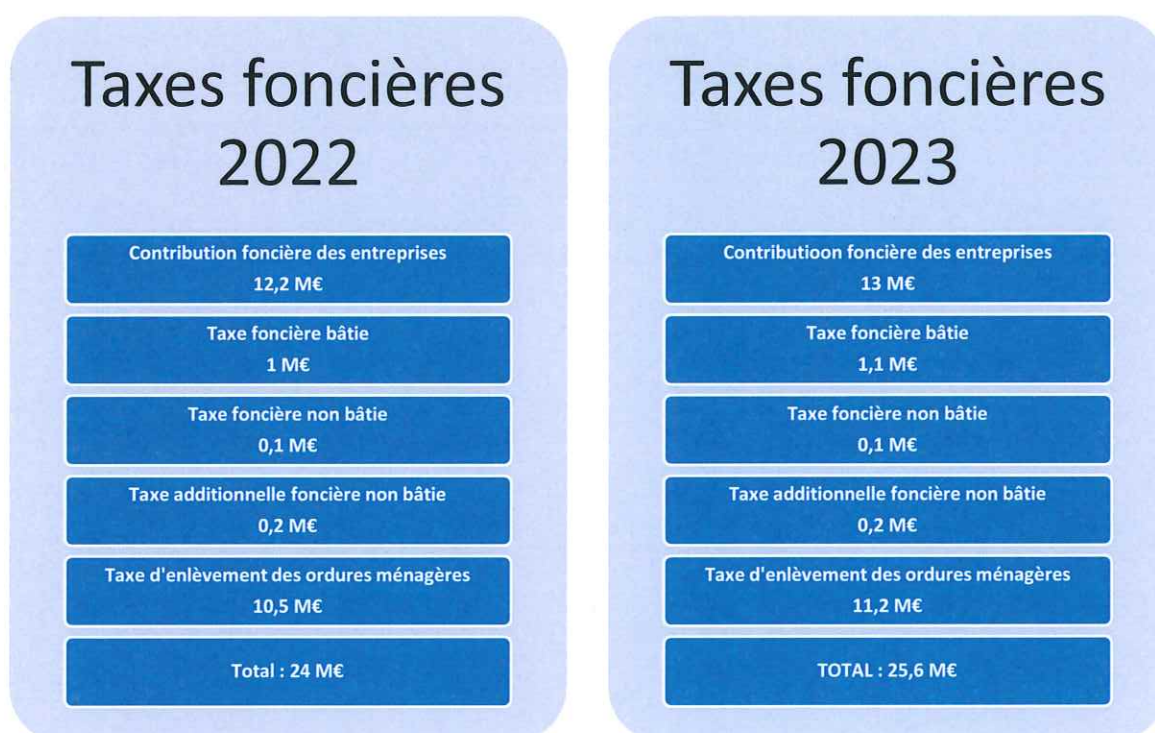 Taxes foncières
2022
Contribution foncière des entreprises
12,2 M€
Taxe foncière bâtie
1 M€
Taxe foncière non bâtie
0,1 M€
Taxe additionnelle foncière non bâtie
0,2 M€
Taxe d'enlèvement des ordures ménagères
10,5 M€
Total : 24 M€
Taxes foncières
2023
Contributioon foncière des entreprises
13 M€
Taxe foncière bâtie
1,1 M€
Taxe foncière non bâtie
0,1 M€
Taxe additionnelle foncière non bâtie
0,2 M€
Taxe d'enlèvement des ordures ménagères
11,2 M€
TOTAL : 25,6 M€